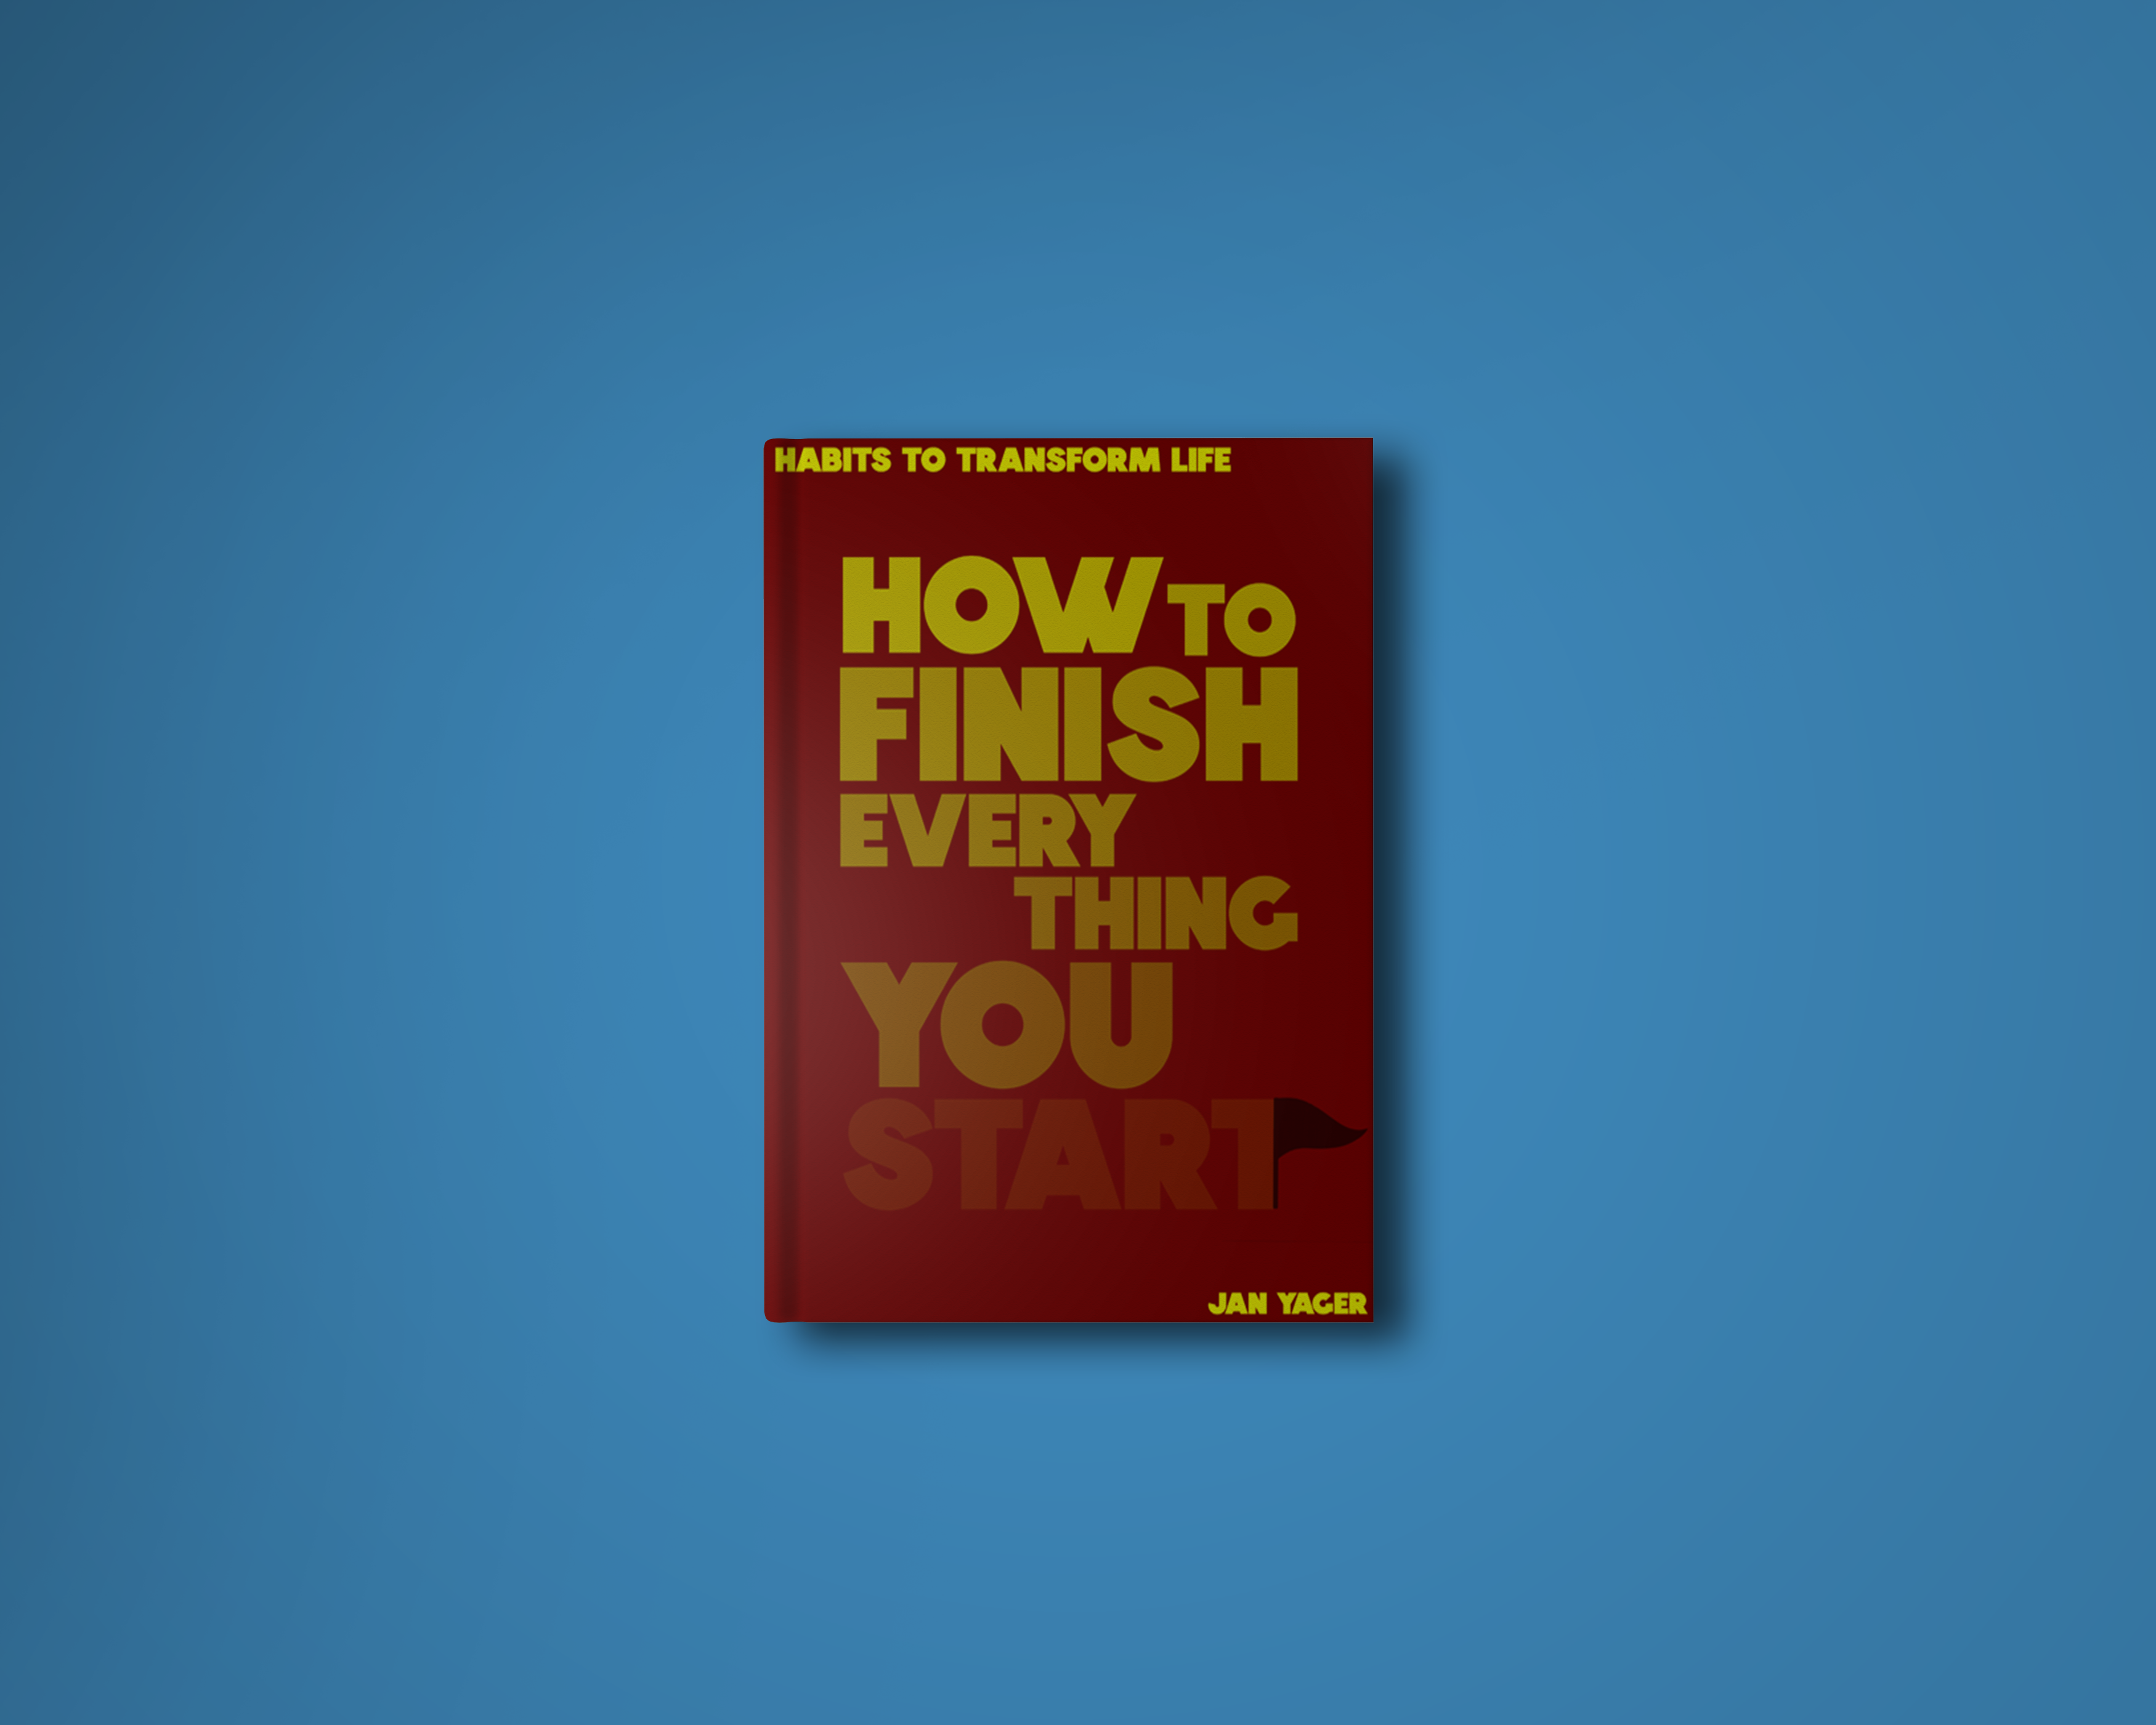 HABITS TO TRANSFORM LIFE
HOW TO
FINISH
EVERY
THING
YOU
START
JAN YAGER